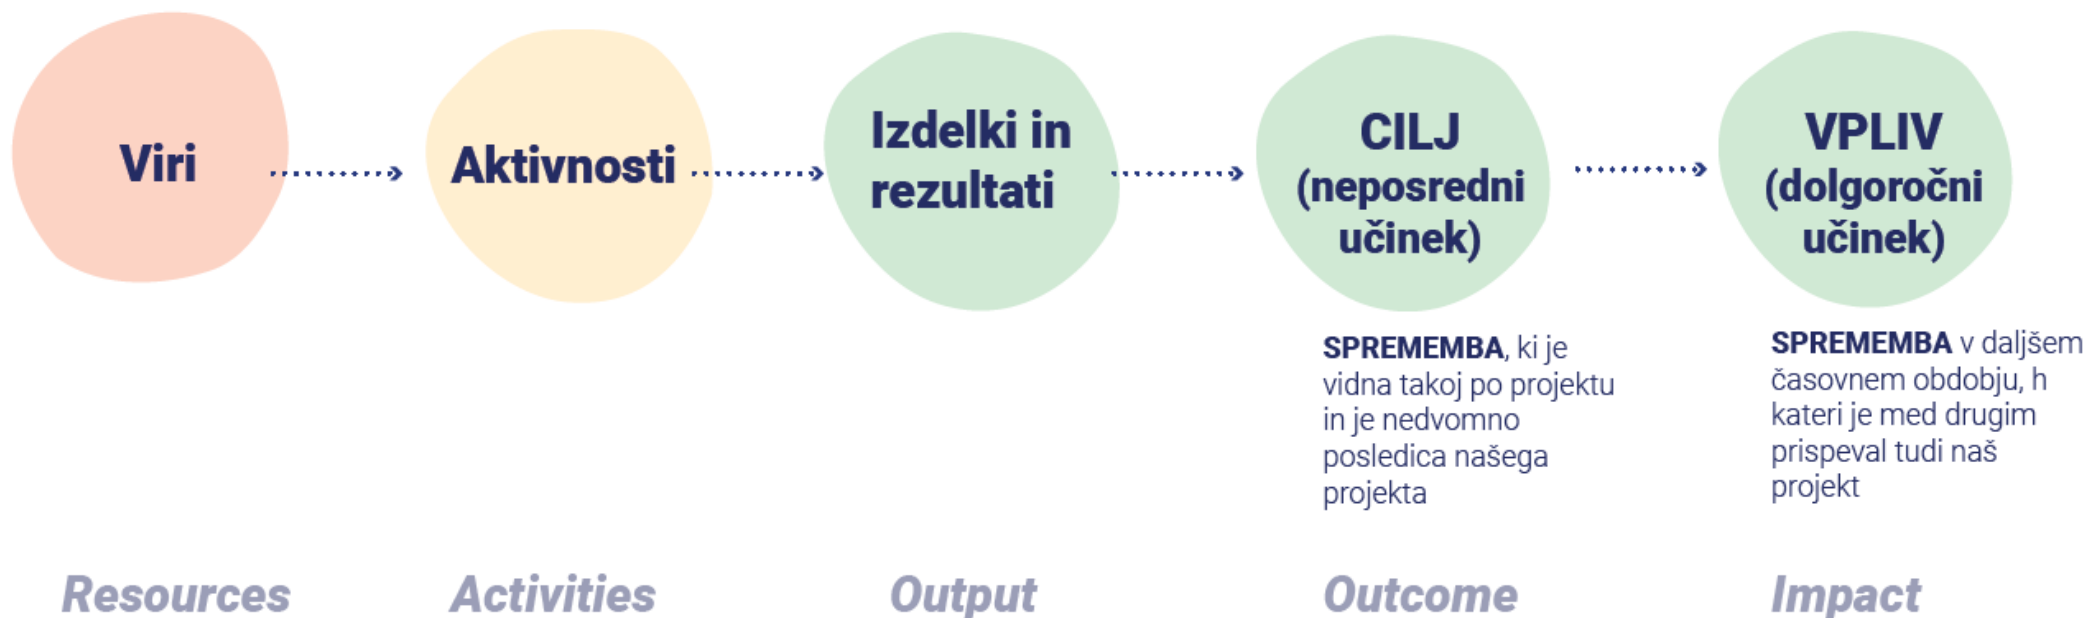 Viri
Aktivnosti
Izdelki in
rezultati
CILJ
(neposredni
učinek)
VPLIV
(dolgoročni
učinek)
SPREMEMBA, ki je
vidna takoj po projektu
in je nedvomno
posledica našega
projekta
SPREMEMBA v daljšem
časovnem obdobju, h
kateri je med drugim
prispeval tudi naš
projekt
Resources
Activities
Output
Outcome
Impact